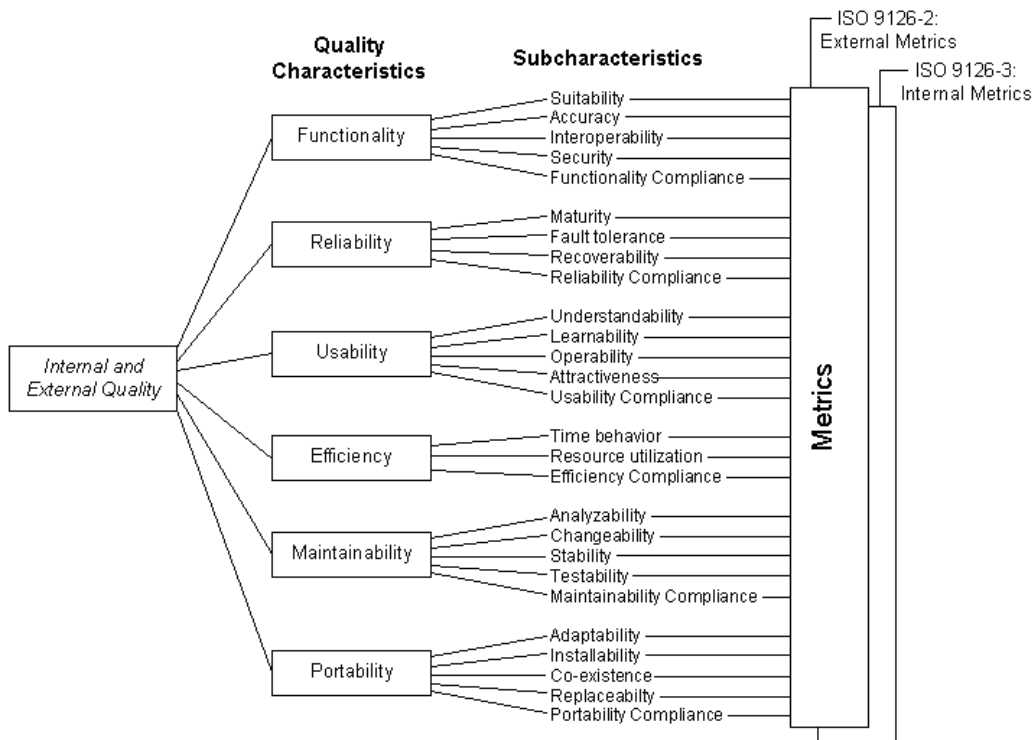 ISO 9126-2:
External Metrics
ISO 9126-3:
Internal Metrics
Quality
Characteristics
Subcharacteristics
Internal and
External Quality
Functionality
Suitability
Accuracy
Interoperability
Security
Functionality Compliance
Reliability
Maturity
Fault tolerance
Recoverability
Reliability Compliance
Usability
Understandability
Learnability
Operability
Attractiveness
Usability Compliance
Efficiency
Time behavior
Resource utilization
Efficiency Compliance
Maintainability
Analyzability
Changeability
Stability
Testability
Maintainability Compliance
Portability
Adaptability
Installability
Co-existence
Replaceabilty
Portability Compliance
Metrics